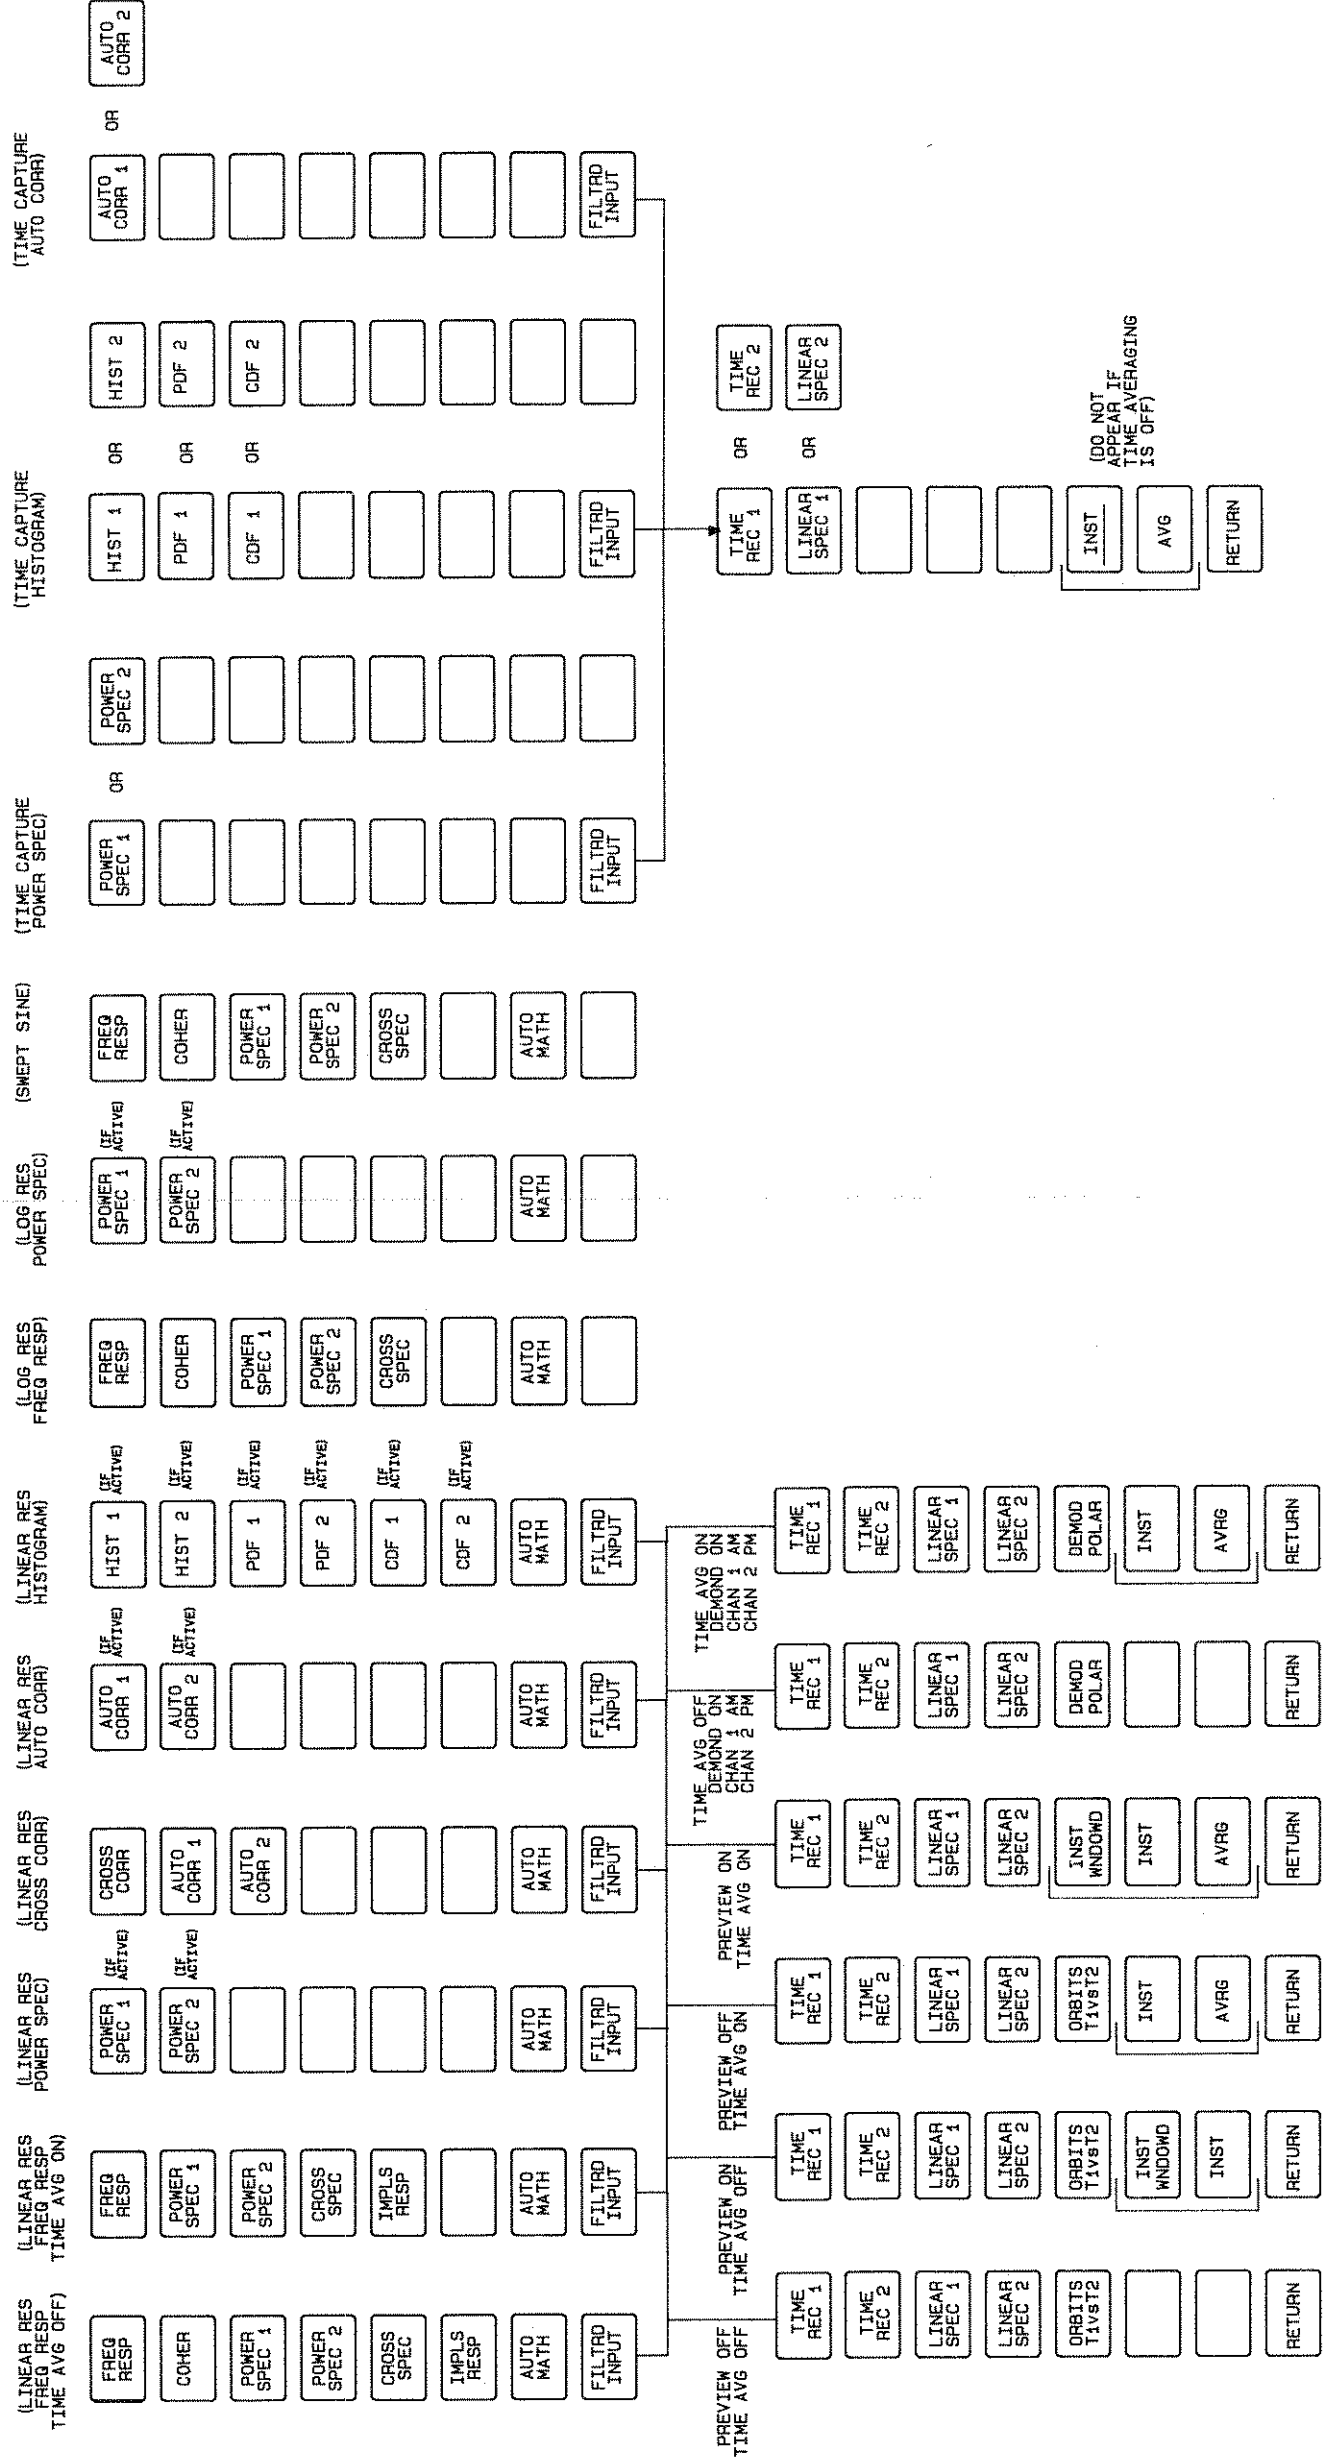 (LINEAR RES
FREQ RESP
TIME AVG OFF)
FREQ
RESP
COHER
POWER
SPEC 1
POWER
SPEC 2
CROSS
SPEC
IMPLS
RESP
AUTO
MATH
FILTRD
INPUT
(LINEAR RES
FREQ RESP
TIME AVG ON)
FREQ
RESP
POWER
SPEC 1
POWER
SPEC 2
CROSS
SPEC
IMPLS
RESP
AUTO
MATH
FILTRD
INPUT
(LINEAR RES
POWER SPEC)
POWER
SPEC 1
(IF
ACTIVE)
POWER
SPEC 2
(IF
ACTIVE)
AUTO
MATH
FILTRD
INPUT
(LINEAR RES
CROSS CORR)
CROSS
CORR
AUTO
CORR 1
AUTO
CORR 2
AUTO
MATH
FILTRD
INPUT
(LINEAR RES
AUTO CORR)
AUTO
CORR 1
(IF
ACTIVE)
AUTO
CORR 2
(IF
ACTIVE)
AUTO
MATH
FILTRD
INPUT
(LINEAR RES
HISTOGRAM)
HIST 1
(IF
ACTIVE)
HIST 2
(IF
ACTIVE)
PDF 1
(IF
ACTIVE)
PDF 2
(IF
ACTIVE)
CDF 1
(IF
ACTIVE)
CDF 2
(IF
ACTIVE)
AUTO
MATH
FILTRD
INPUT
(LOG RES
FREQ RESP)
FREQ
RESP
COHER
POWER
SPEC 1
POWER
SPEC 2
CROSS
SPEC
AUTO
MATH
(LOG RES
POWER SPEC)
POWER
SPEC 1
(IF
ACTIVE)
POWER
SPEC 2
(IF
ACTIVE)
AUTO
MATH
(SWEPT SINE)
FREQ
RESP
COHER
POWER
SPEC 1
POWER
SPEC 2
CROSS
SPEC
AUTO
MATH
(TIME CAPTURE
POWER SPEC)
POWER
SPEC 1
OR
POWER
SPEC 2
FILTRD
INPUT
(TIME CAPTURE
HISTOGRAM)
HIST 1
OR
HIST 2
PDF 1
OR
PDF 2
CDF 1
OR
CDF 2
FILTRD
INPUT
(TIME CAPTURE
AUTO CORR)
AUTO
CORR 1
OR
AUTO
CORR 2
FILTRD
INPUT
PREVIEW OFF
TIME AVG OFF
TIME
REC 1
TIME
REC 2
LINEAR
SPEC 1
LINEAR
SPEC 2
ORBITS
T1vsT2
RETURN
PREVIEW ON
TIME AVG OFF
TIME
REC 1
TIME
REC 2
LINEAR
SPEC 1
LINEAR
SPEC 2
ORBITS
T1vsT2
INST
WNDOWD
INST
RETURN
PREVIEW OFF
TIME AVG ON
TIME
REC 1
TIME
REC 2
LINEAR
SPEC 1
LINEAR
SPEC 2
ORBITS
T1vsT2
INST
AVRG
RETURN
PREVIEW ON
TIME AVG ON
TIME
REC 1
TIME
REC 2
LINEAR
SPEC 1
LINEAR
SPEC 2
INST
WNDOWD
INST
AVRG
RETURN
TIME AVG OFF
DEMOND ON
CHAN 1 AM
CHAN 2 PM
TIME
REC 1
TIME
REC 2
LINEAR
SPEC 1
LINEAR
SPEC 2
DEMOD
POLAR
RETURN
TIME AVG ON
DEMOND ON
CHAN 1 AM
CHAN 2 PM
TIME
REC 1
TIME
REC 2
LINEAR
SPEC 1
LINEAR
SPEC 2
DEMOD
POLAR
INST
AVRG
RETURN
TIME
REC 1
OR
TIME
REC 2
LINEAR
SPEC 1
OR
LINEAR
SPEC 2
INST
AVG
(DO NOT
APPEAR IF
TIME AVERAGING
IS OFF)
RETURN